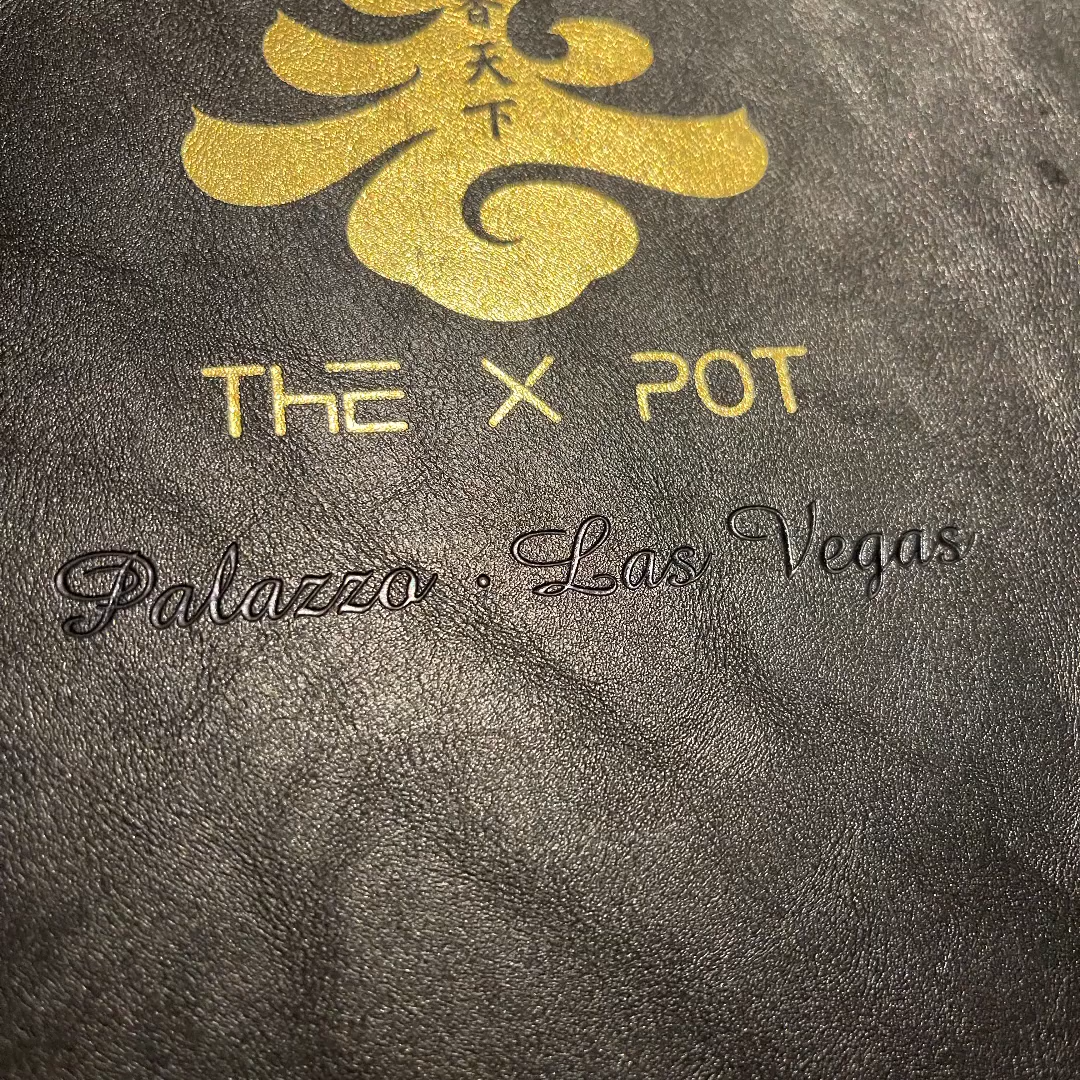 天下
THE X POT
Palazzo · Las Vegas